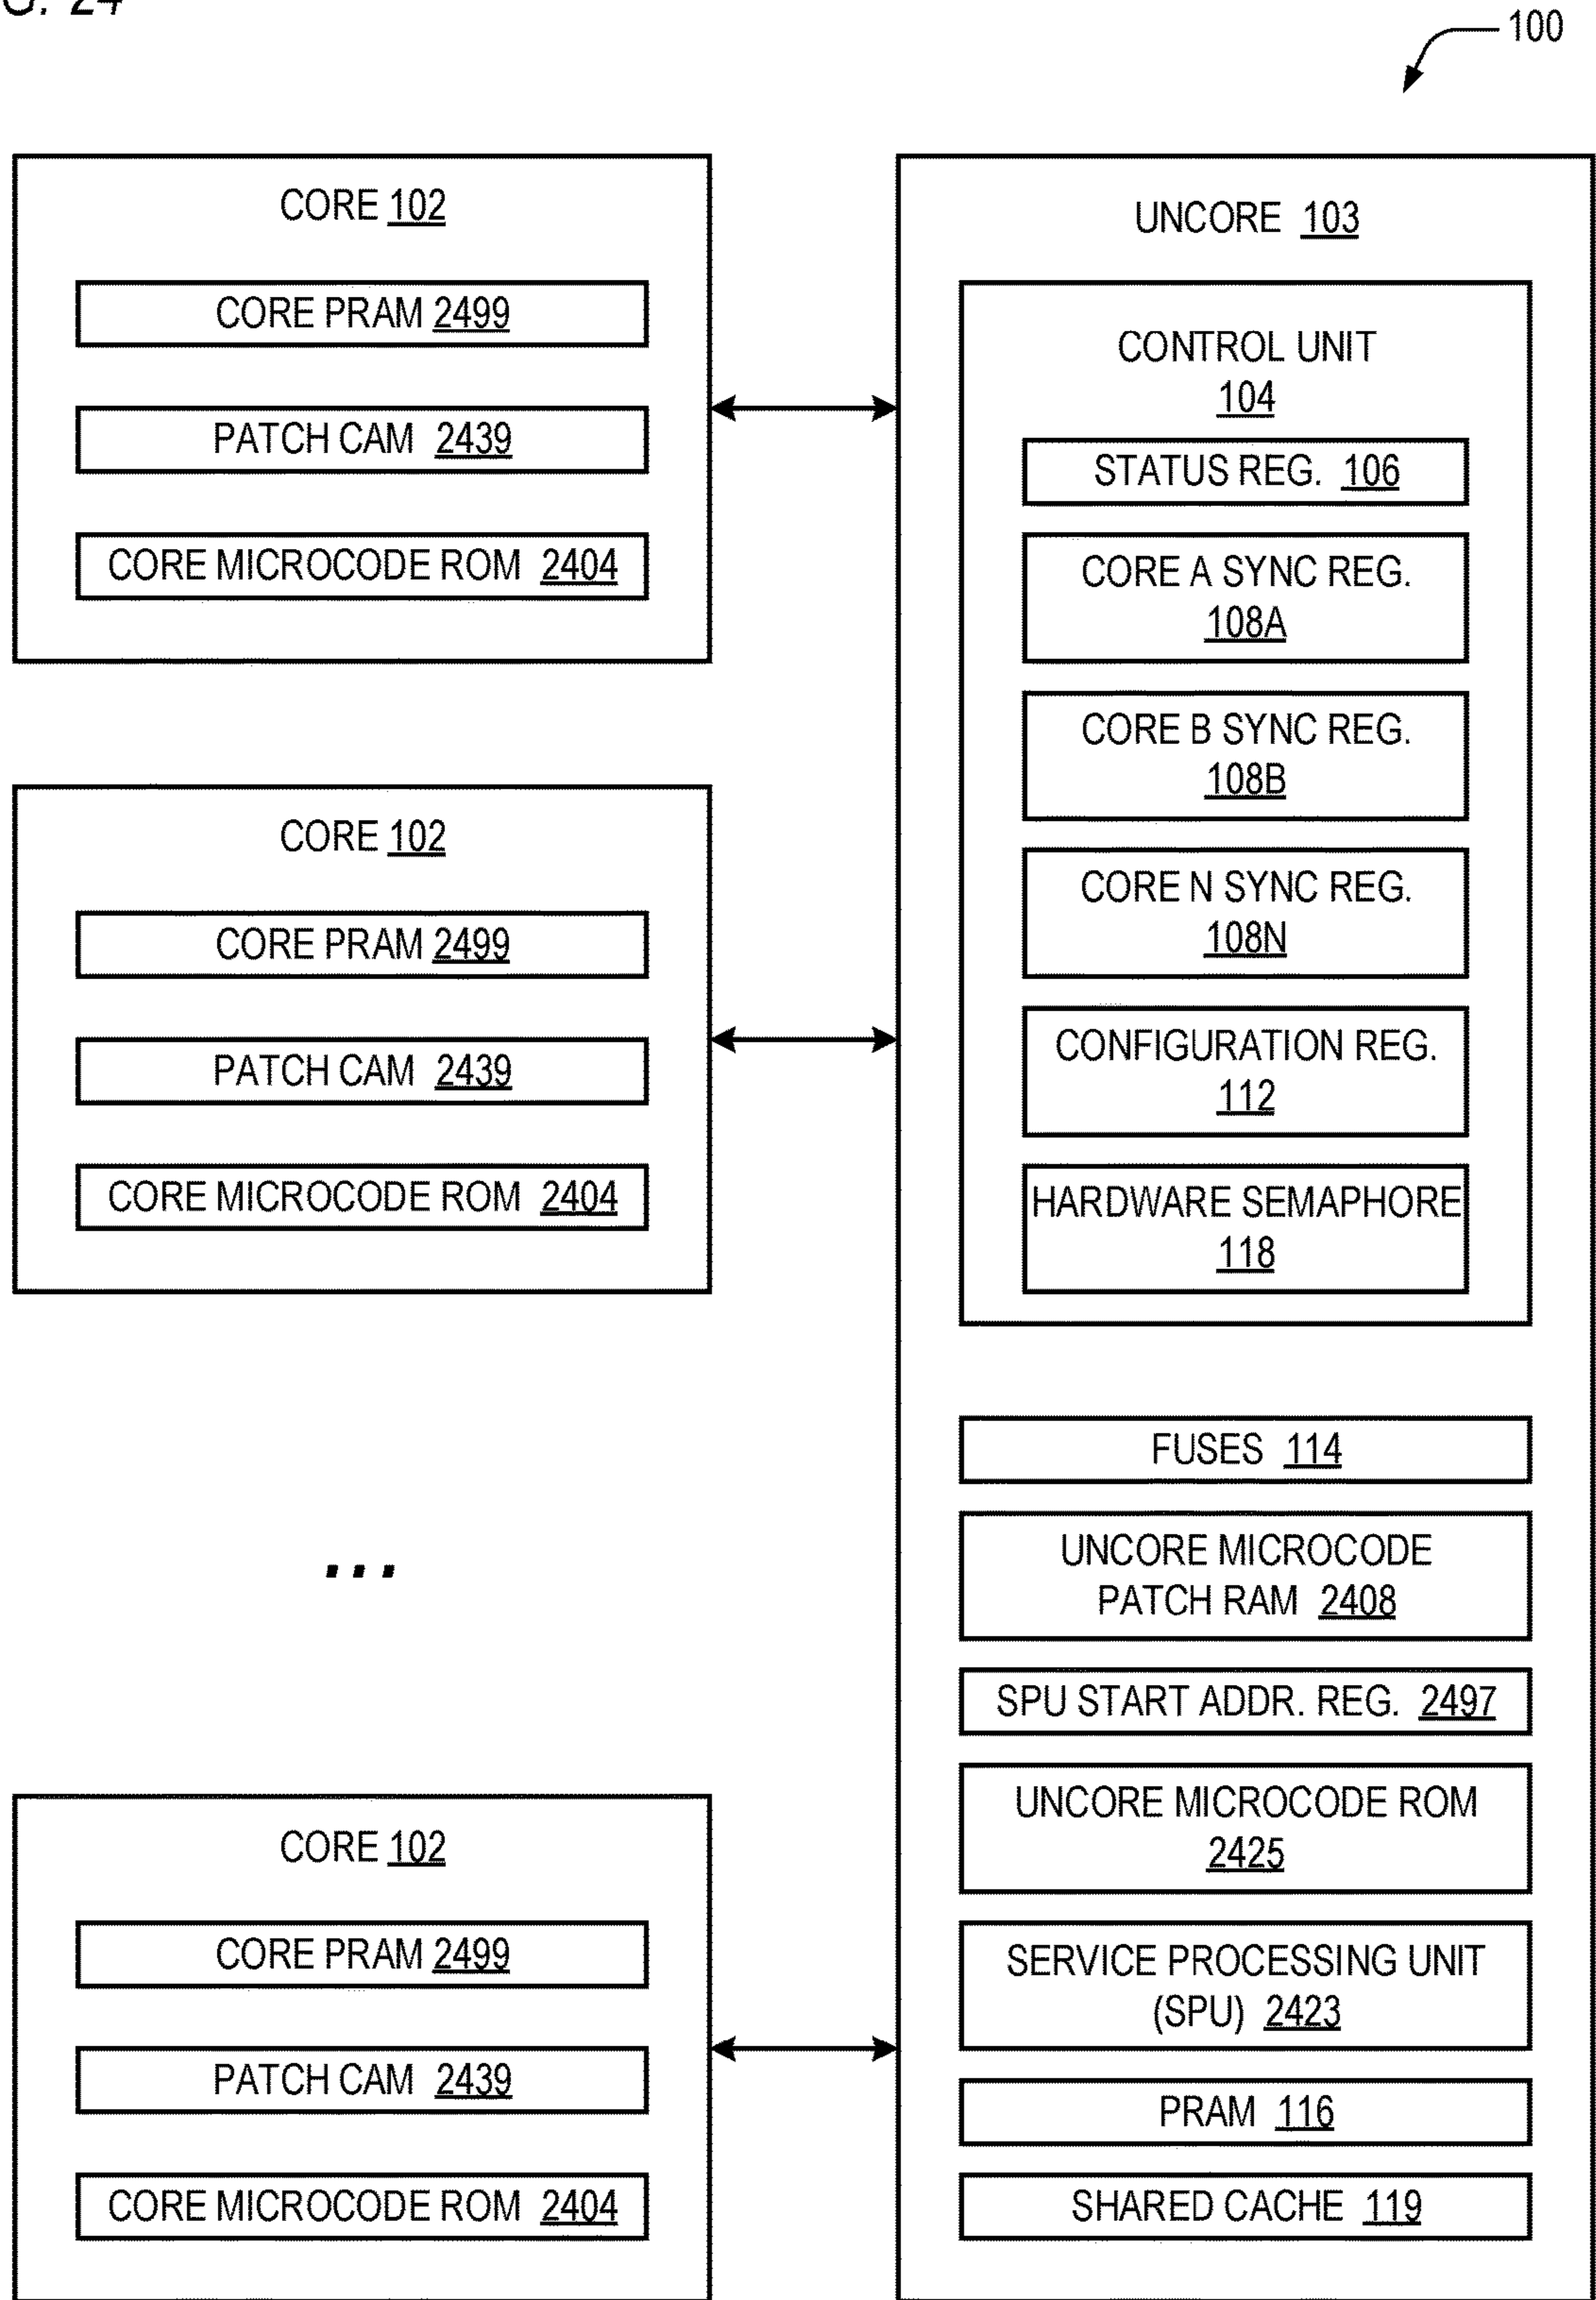 G. 24
100
CORE 102
CORE PRAM 2499
PATCH CAM 2439
CORE MICROCODE ROM 2404
CORE 102
CORE PRAM 2499
PATCH CAM 2439
CORE MICROCODE ROM 2404
...
CORE 102
CORE PRAM 2499
PATCH CAM 2439
CORE MICROCODE ROM 2404
UNCORE 103
CONTROL UNIT
104
STATUS REG. 106
CORE A SYNC REG.
108A
CORE B SYNC REG.
108B
CORE N SYNC REG.
108N
CONFIGURATION REG.
112
HARDWARE SEMAPHORE
118
FUSES 114
UNCORE MICROCODE
PATCH RAM 2408
SPU START ADDR. REG. 2497
UNCORE MICROCODE ROM
2425
SERVICE PROCESSING UNIT
(SPU) 2423
PRAM 116
SHARED CACHE 119